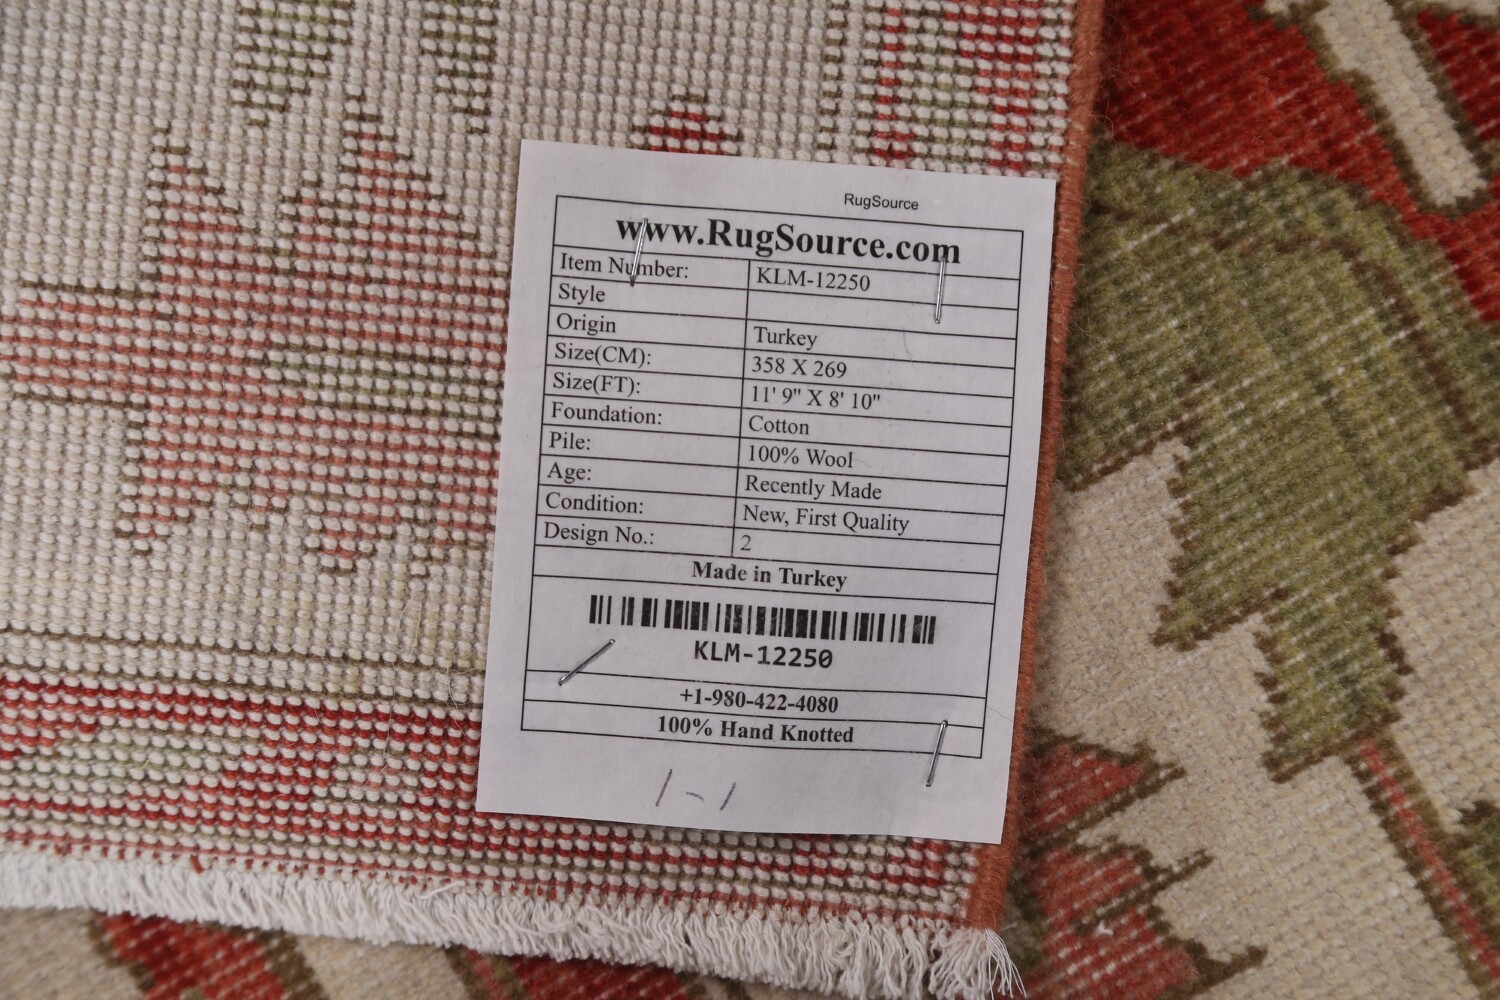 RugSource
www.RugSource.com
Item Number: KLM-12250
Style
Origin Turkey
Size(CM): 358 X 269
Size(FT): 11' 9" X 8' 10"
Foundation: Cotton
Pile: 100% Wool
Age: Recently Made
Condition: New, First Quality
Design No.: 2
Made in Turkey
KLM-12250
+1-980-422-4080
100% Hand Knotted
1-1